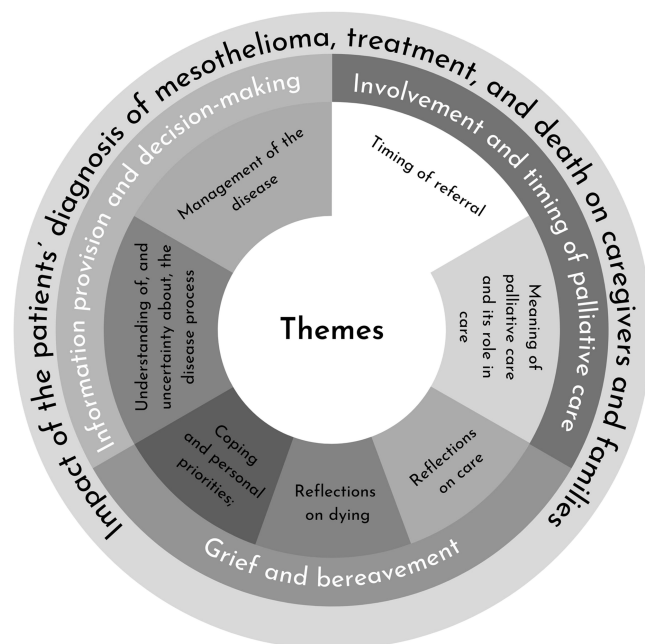 Impact of the patients' diagnosis of mesothelioma, treatment, and death on caregivers and families
Information provision and decision-making
Involvement and timing of palliative care
Grief and bereavement
Management of the
disease
Timing of referral
Understanding of, and
uncertainty about, the
disease process
Meaning of
palliative care
and its role in
care
Coping
and personal
priorities;
Reflections
on dying
Reflections
on care
Themes